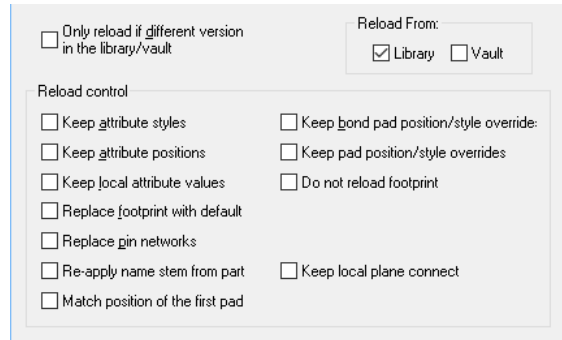 Only reload if different version
in the library/vault
Reload From:
Library
Vault
Reload control
Keep attribute styles
Keep bond pad position/style override:
Keep attribute positions
Keep pad position/style overrides
Keep local attribute values
Do not reload footprint
Replace footprint with default
Replace pin networks
Re-apply name stem from part
Keep local plane connect
Match position of the first pad